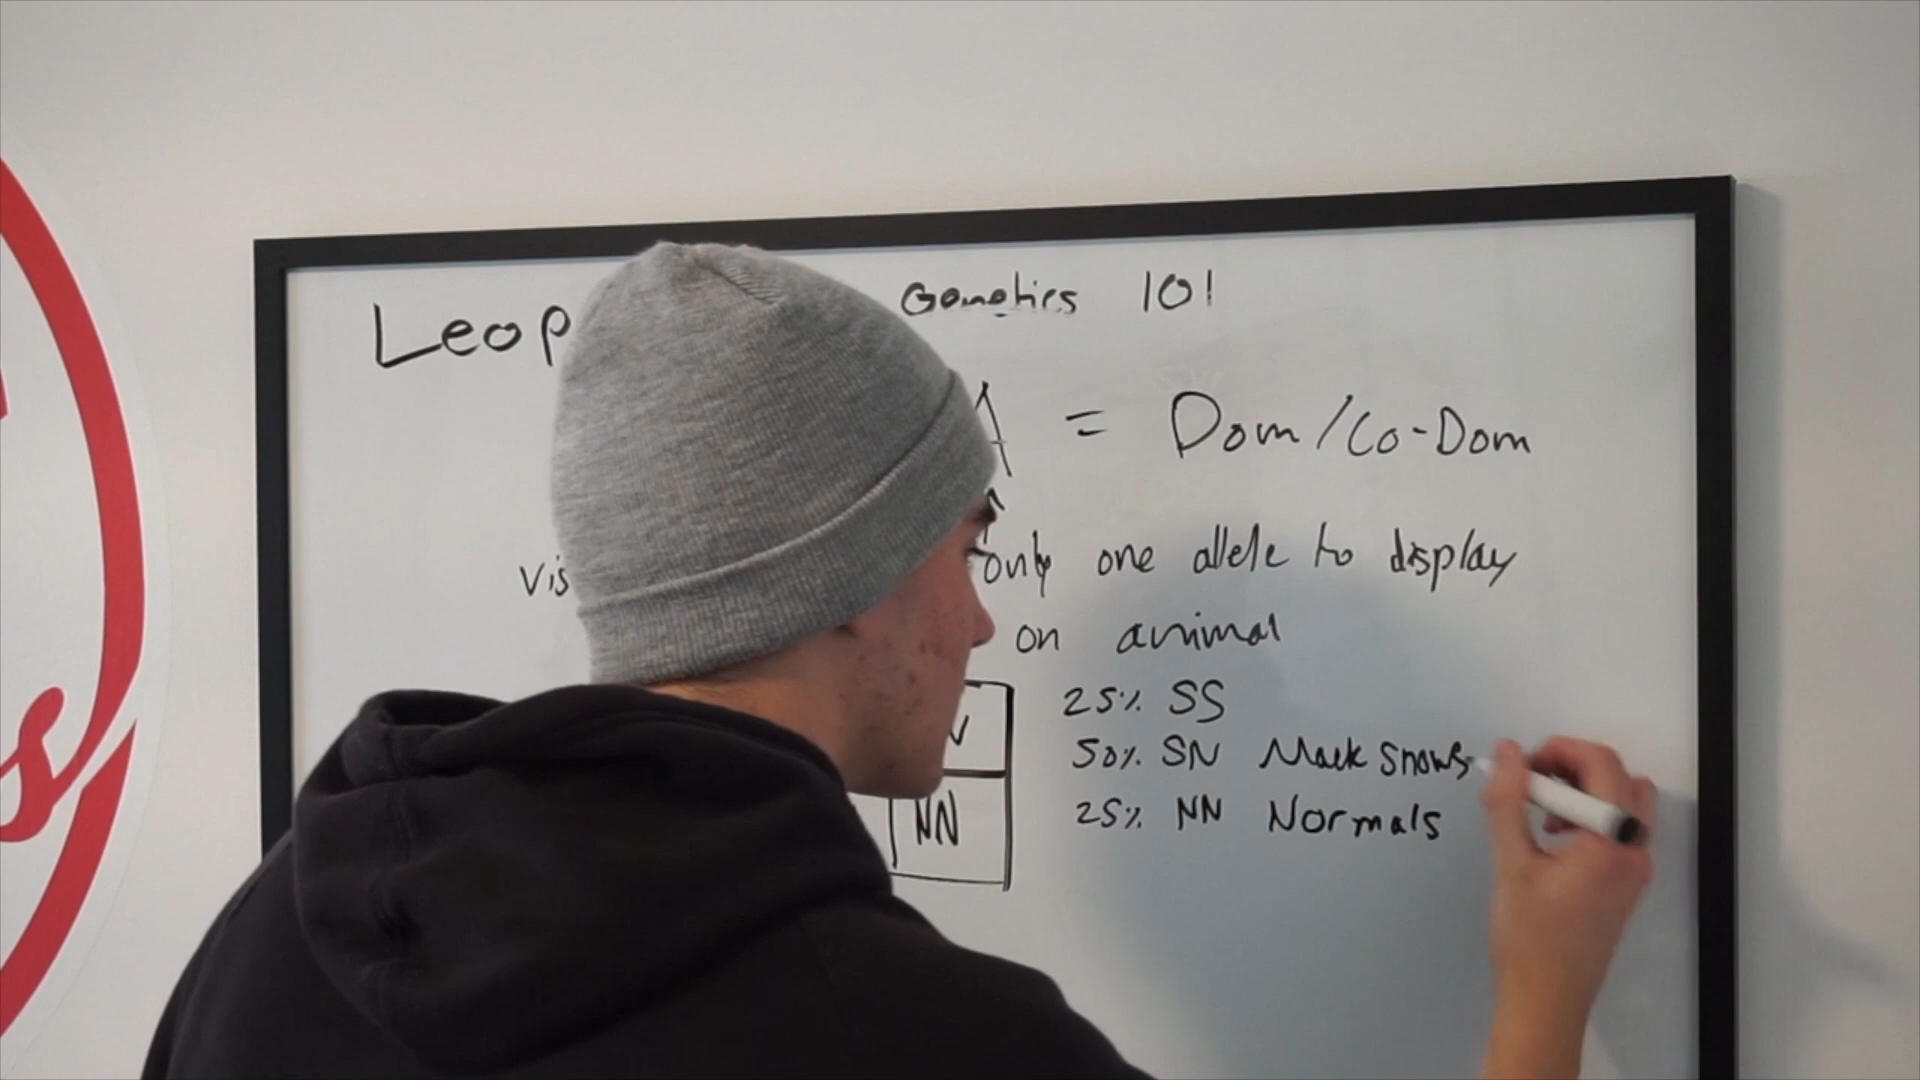 Leop Genetics 101
A = Dom/Co-Dom
vis only one allele to display
on animal
25% SS
50% SN Mack Snows
NN 25% NN Normals